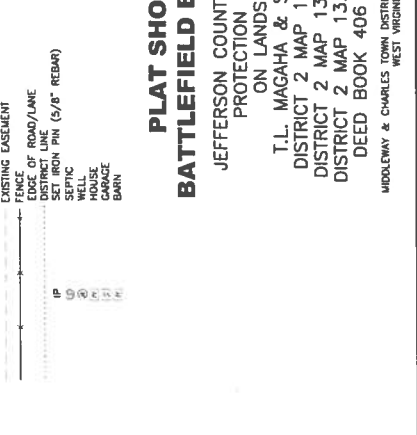 EXISTING EASEMENT
FENCE
EDGE OF ROAD/LANE
DISTRICT LINE
IP SET IRON PIN (5/8" REBAR)
SEPTIC
WELL
HOUSE
GARAGE
BARN
PLAT SHO
BATTLEFIELD E
JEFFERSON COUNT
PROTECTION
ON LANDS
T.L. MAGAHA & S
DISTRICT 2 MAP 1
DISTRICT 2 MAP 13
DISTRICT 2 MAP 13.
DEED BOOK 406
MIDDLEWAY & CHARLES TOWN DISTRI
WEST VIRGINI